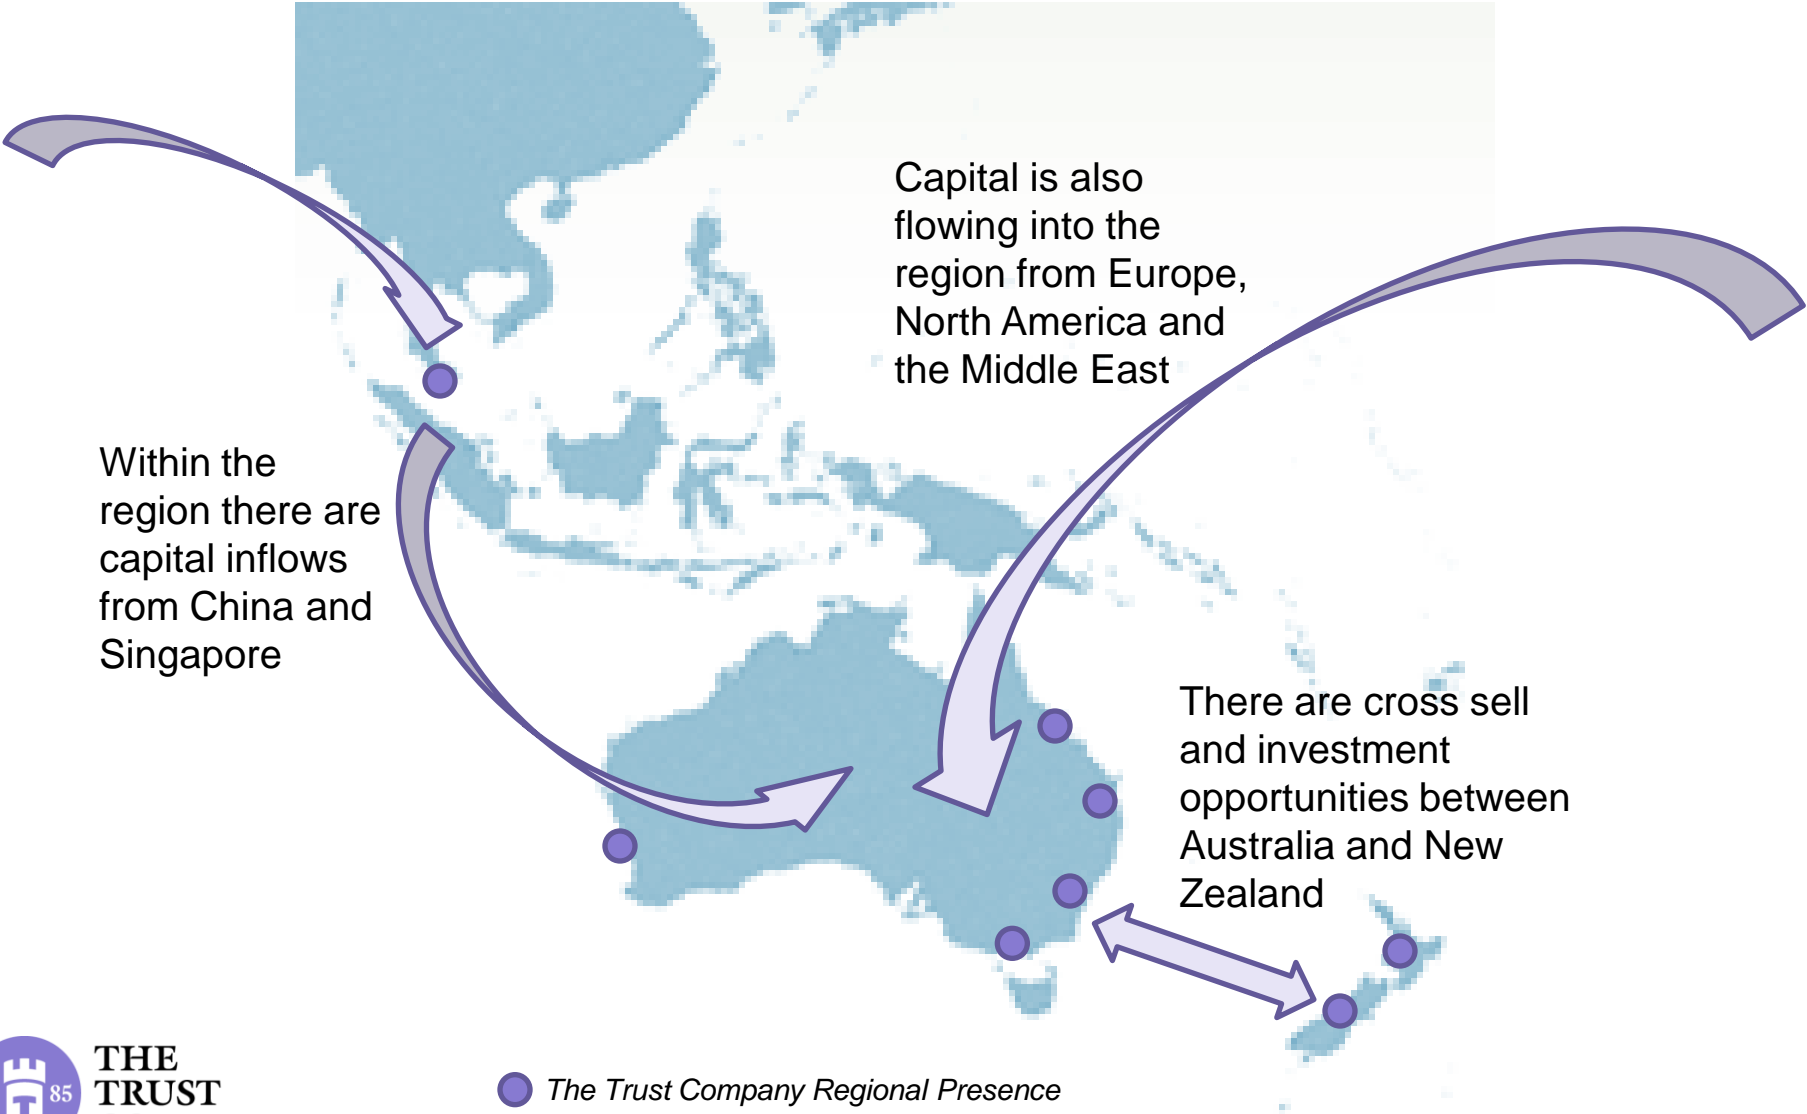 Capital is also
flowing into the
region from Europe,
North America and
the Middle East
Within the
region there are
capital inflows
from China and
Singapore
There are cross sell
and investment
opportunities between
Australia and New
Zealand
THE
TRUST
85
The Trust Company Regional Presence